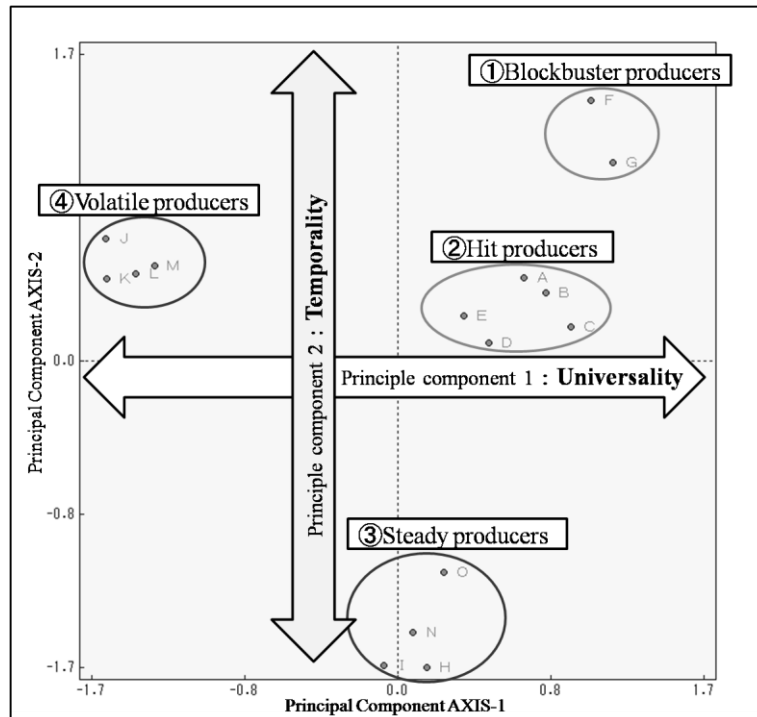 1.7
①Blockbuster producers
F
G
④Volatile producers
J
M
L
K
②Hit producers
A
B
E
C
D
0.0
Principle component 1 : Universality
Principle component 2 : Temporality
Principal Component AXIS-2
-0.8
③Steady producers
O
N
I
H
-1.7
-1.7
-0.8
0.0
0.8
1.7
Principal Component AXIS-1